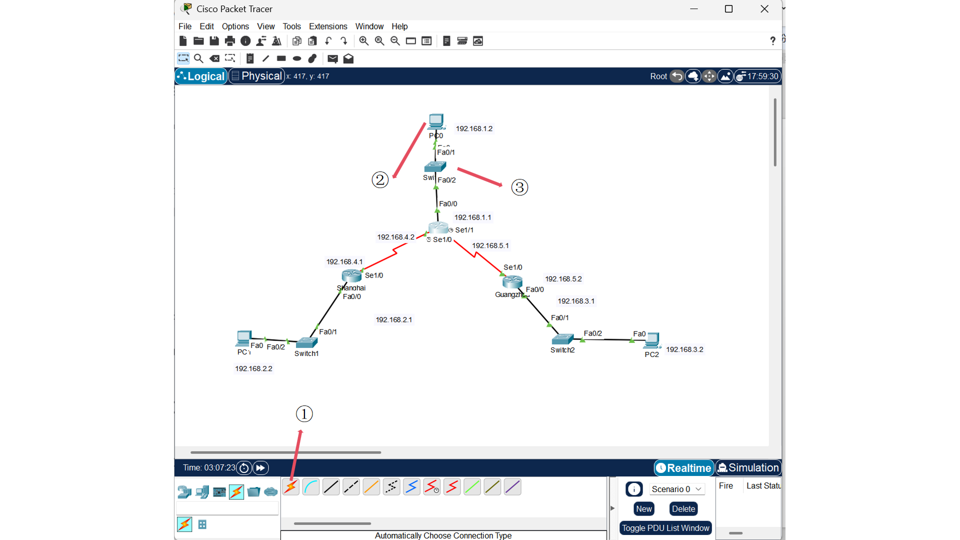 Cisco Packet Tracer
File Edit Options View Tools Extensions Window Help
?
Logical Physical x: 417, y: 417 Root 17:59:30
PC0
192.168.1.2
Fa0/1
②
Swi
Fa0/2
③
Fa0/0
192.168.1.1
Se1/1
192.168.4.2
Se1/0
192.168.5.1
192.168.4.1
Se1/0
Se1/0
Shanghai
Fa0/0
192.168.5.2
Fa0/0
Guangzh
192.168.3.1
192.168.2.1
Fa0/1
Fa0/1
Fa0/2
Fa0
Fa0
Fa0/2
PC1
Switch1
Switch2
PC2
192.168.3.2
192.168.2.2
①
Time: 03:07:23
Realtime Simulation
Scenario 0
Fire Last Statu
New Delete
Toggle PDU List Window
Automatically Choose Connection Type